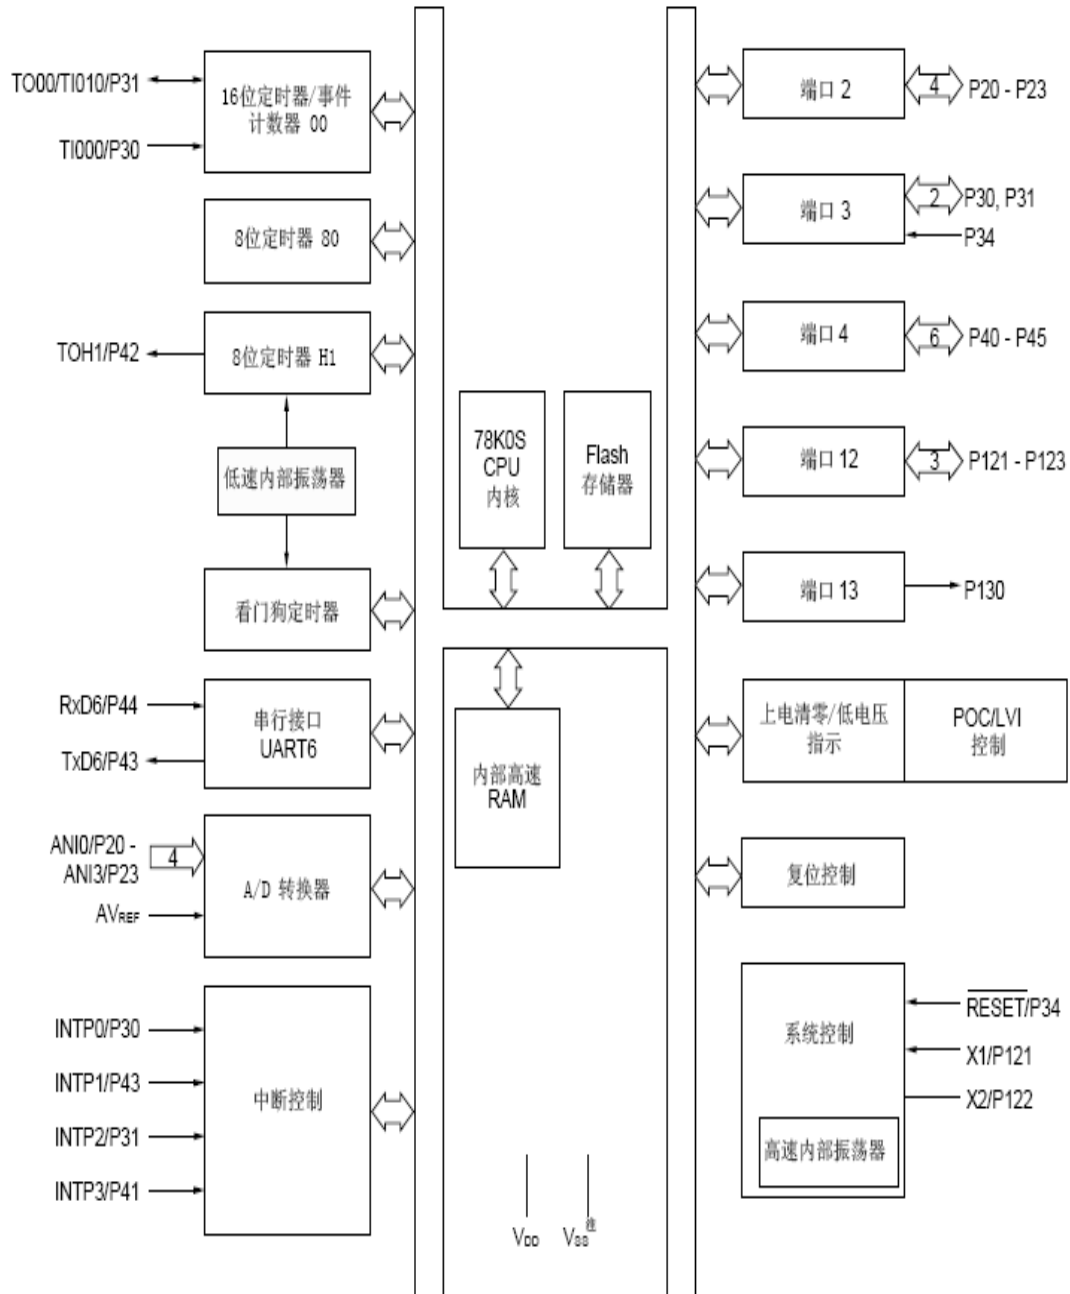 TO00/TI010/P31
TI000/P30
16位定时器/事件
计数器 00
8位定时器 80
TOH1/P42
8位定时器 H1
低速内部振荡器
看门狗定时器
RxD6/P44
TxD6/P43
串行接口
UART6
ANI0/P20 -
ANI3/P23
4
AVREF
A/D 转换器
INTP0/P30
INTP1/P43
INTP2/P31
INTP3/P41
中断控制
78K0S
CPU
内核
Flash
存储器
内部高速
RAM
VDD
VSS注
端口 2
4
P20 - P23
端口 3
2
P30, P31
P34
端口 4
6
P40 - P45
端口 12
3
P121 - P123
端口 13
P130
上电清零/低电压
指示
POC/LVI
控制
复位控制
系统控制
RESET/P34
X1/P121
X2/P122
高速内部振荡器